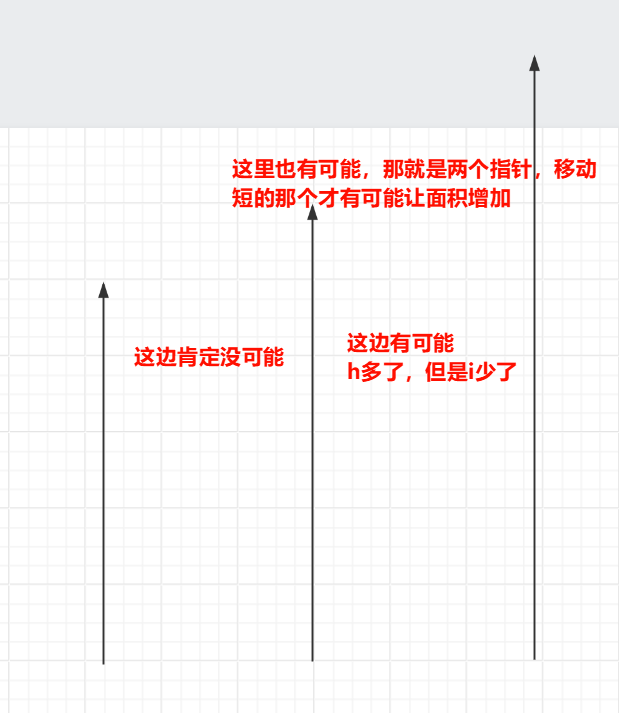 这里也有可能，那就是两个指针，移动
短的那个才有可能让面积增加
这边肯定没可能
这边有可能
h多了，但是i少了